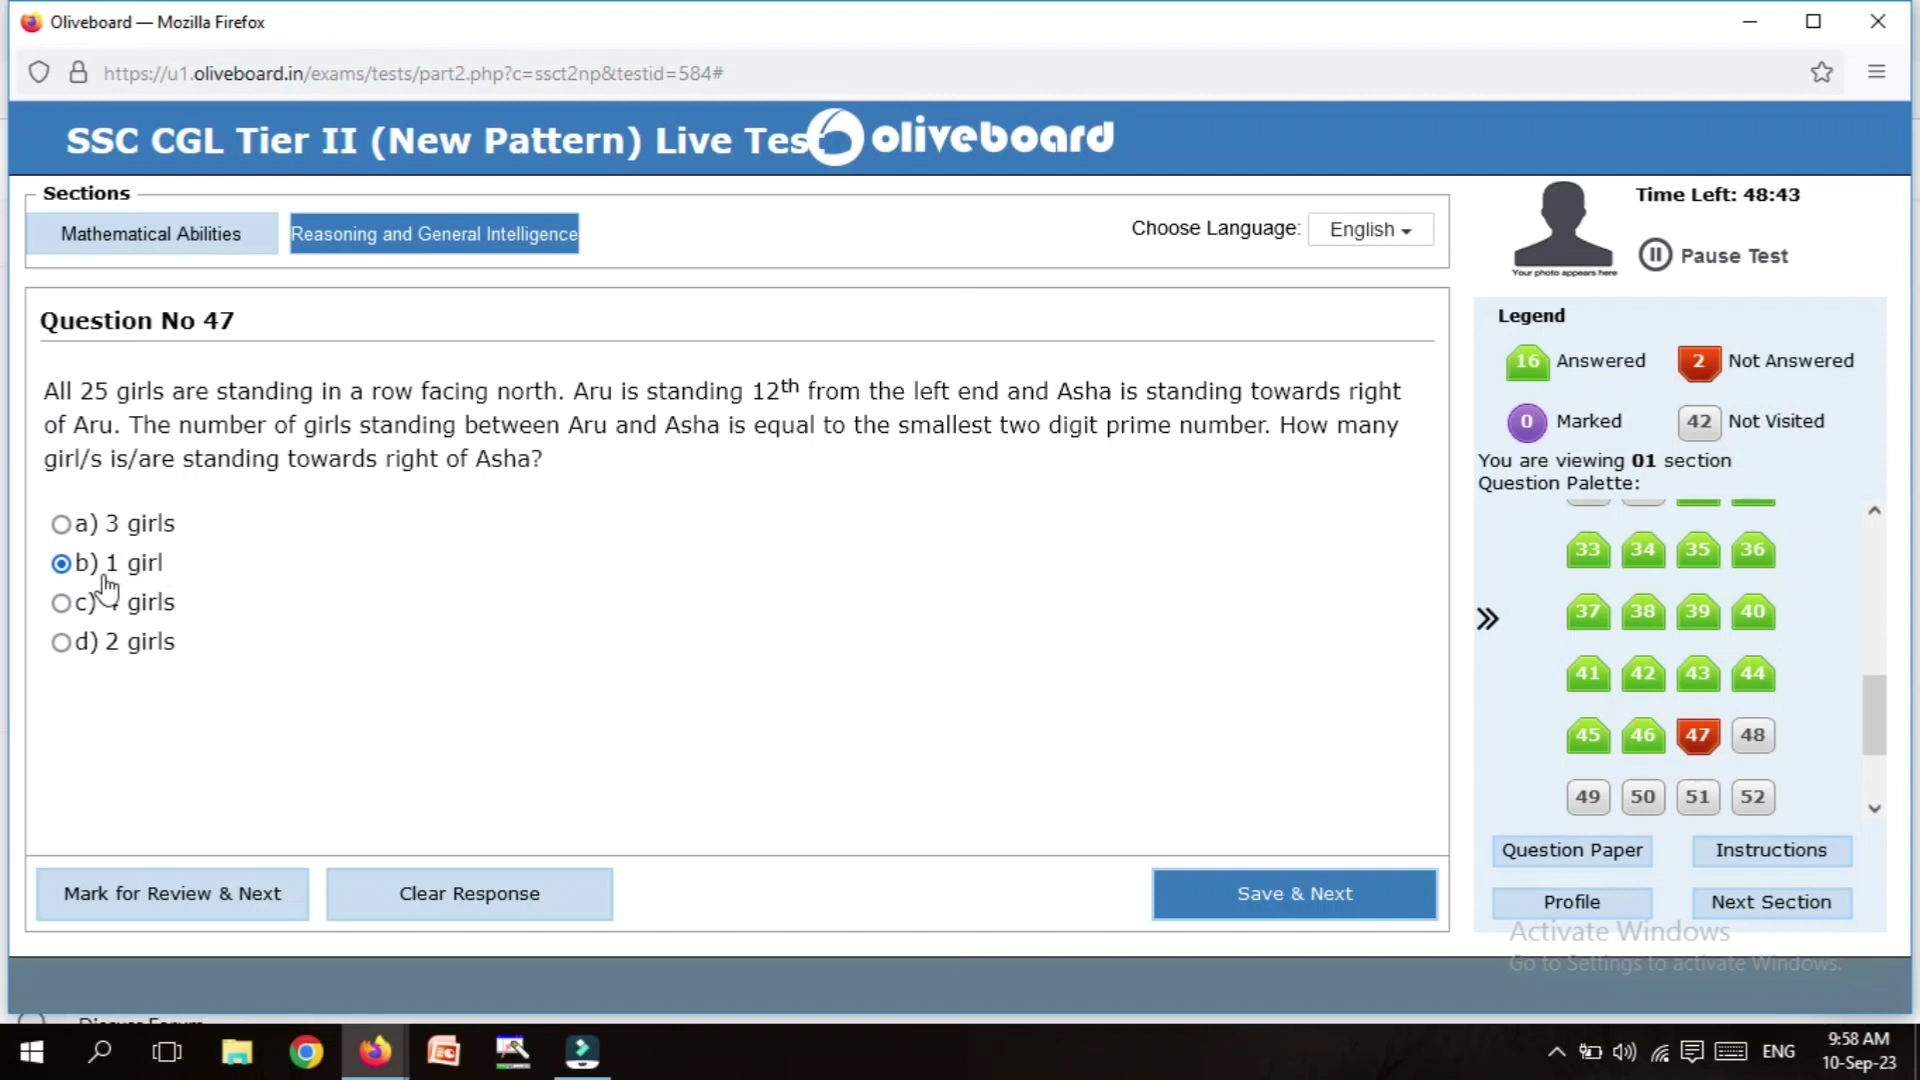 Oliveboard — Mozilla Firefox
https://u1.oliveboard.in/exams/tests/part2.php?c=ssct2np&testid=584#
SSC CGL Tier II (New Pattern) Live Tes
oliveboard
Sections
Mathematical Abilities
Reasoning and General Intelligence
Choose Language:
English
Your photo appears here
Time Left: 48:43
Pause Test
Question No 47
All 25 girls are standing in a row facing north. Aru is standing 12th from the left end and Asha is standing towards right
of Aru. The number of girls standing between Aru and Asha is equal to the smallest two digit prime number. How many
girl/s is/are standing towards right of Asha?
a) 3 girls
b) 1 girl
c) girls
d) 2 girls
Mark for Review & Next
Clear Response
Save & Next
Legend
16 Answered
2 Not Answered
0 Marked
42 Not Visited
You are viewing 01 section
Question Palette:
33 34 35 36
37 38 39 40
41 42 43 44
45 46 47 48
49 50 51 52
Question Paper
Instructions
Profile
Next Section
Activate Windows
Go to Settings to activate Windows.
ENG
9:58 AM
10-Sep-23